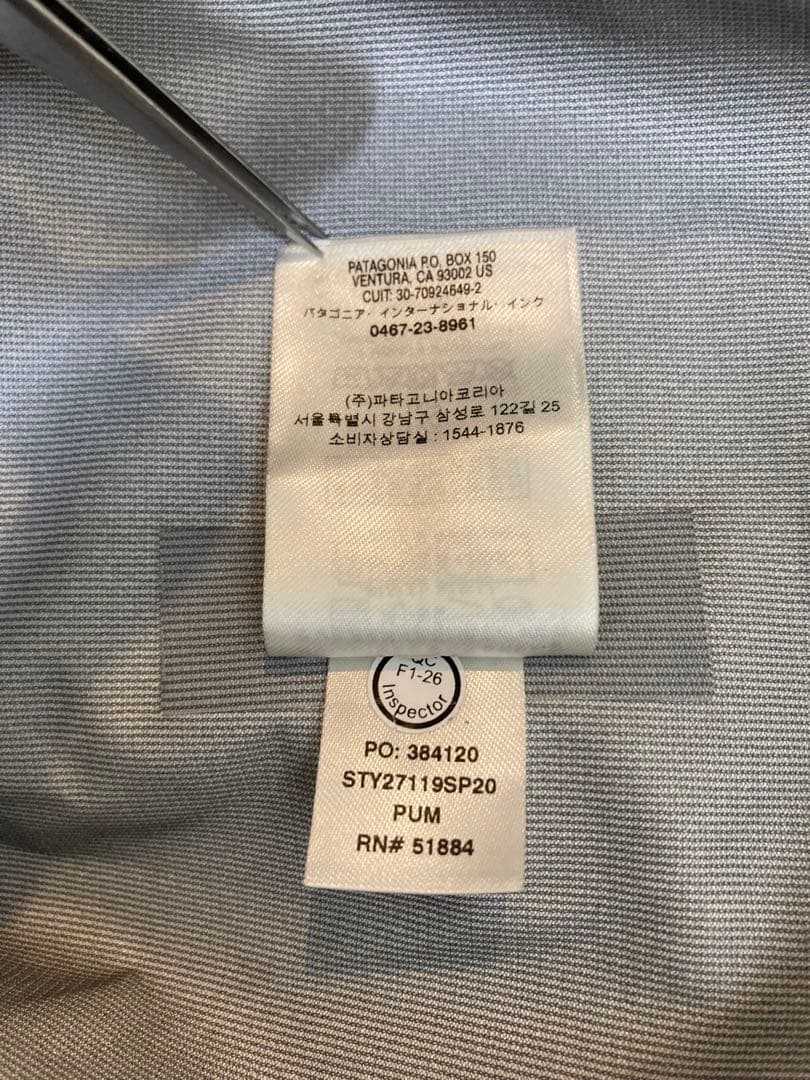 PATAGONIA P.O. BOX 150
VENTURA, CA 93002 US
CUIT: 30-70924649-2
パタゴニア・インターナショナル・インク
0467-23-8961
(주)파타고니아코리아
서울특별시 강남구 삼성로 122길 25
소비자상담실 : 1544-1876
QC
F1-26
Inspector
PO: 384120
STY27119SP20
PUM
RN# 51884